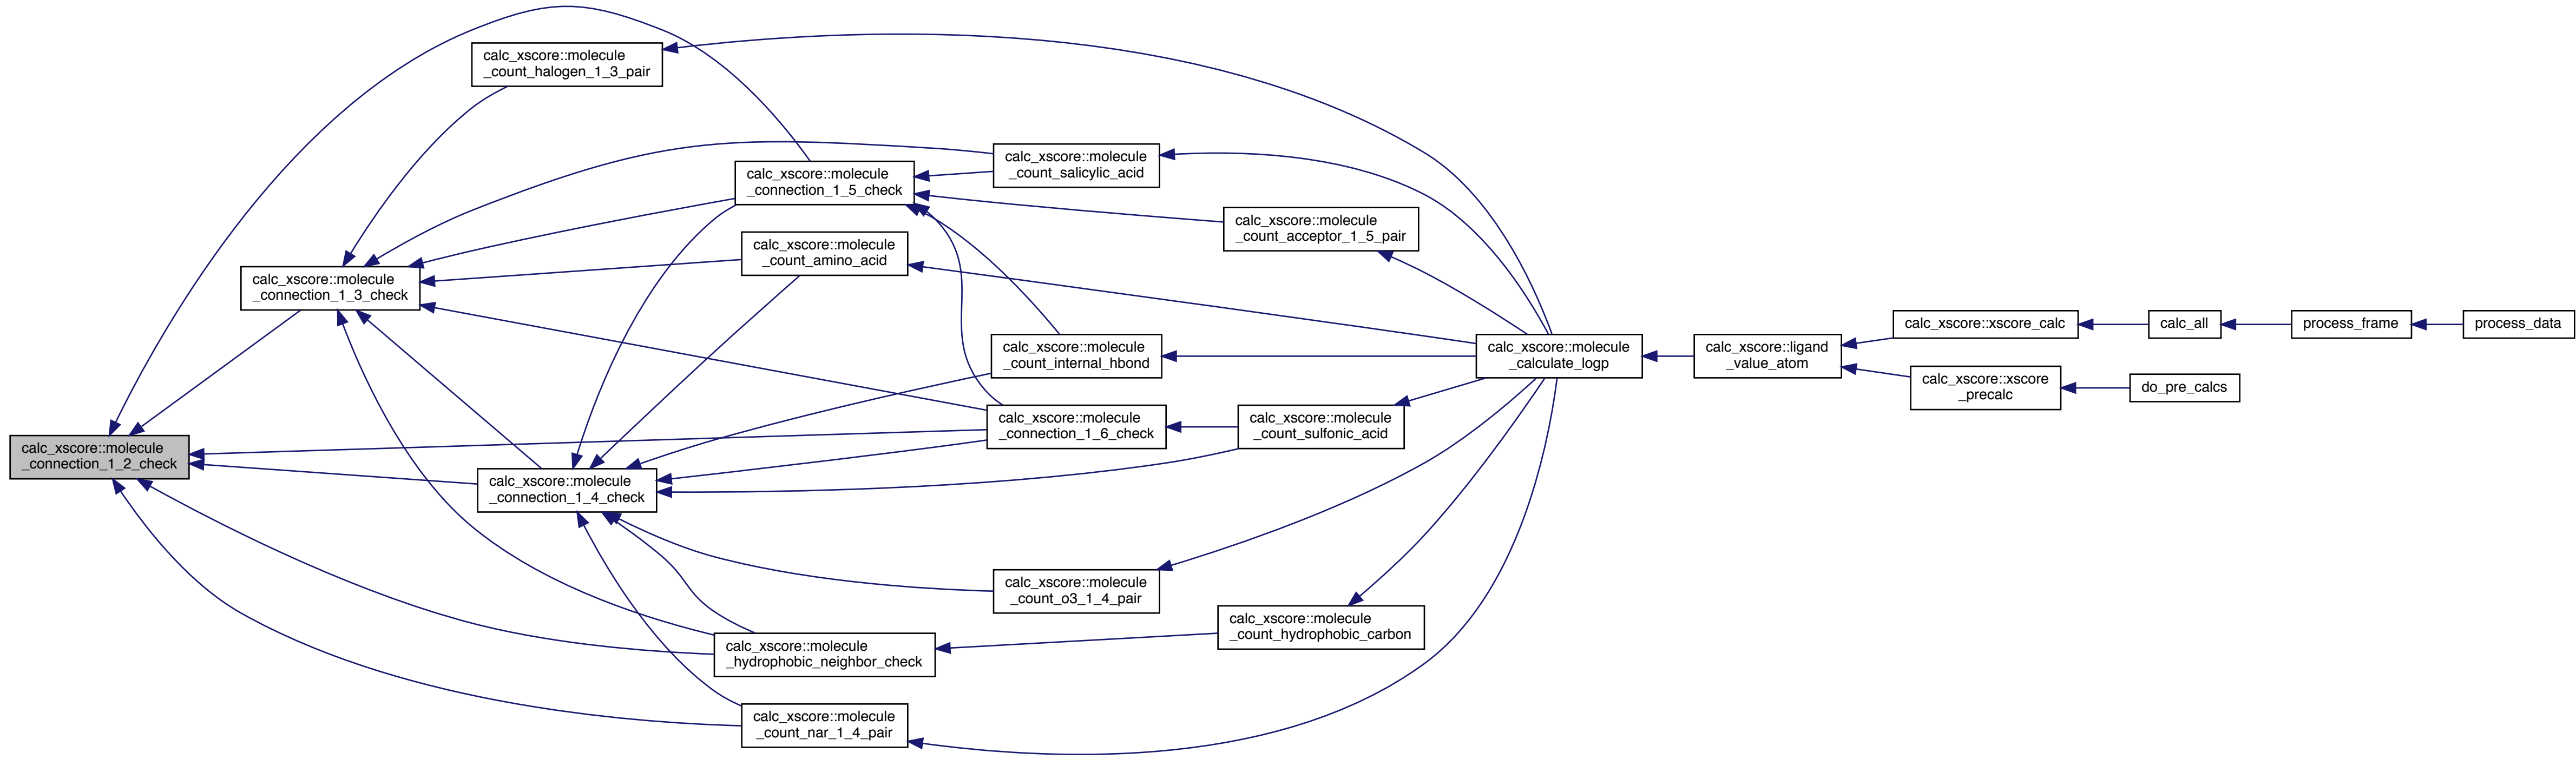 calc_xscore::molecule
_count_halogen_1_3_pair
calc_xscore::molecule
_count_salicylic_acid
calc_xscore::molecule
_connection_1_5_check
calc_xscore::molecule
_count_acceptor_1_5_pair
calc_xscore::molecule
_count_amino_acid
calc_xscore::molecule
_connection_1_3_check
calc_xscore::xscore_calc
calc_all
process_frame
process_data
calc_xscore::molecule
_count_internal_hbond
calc_xscore::molecule
_calculate_logp
calc_xscore::ligand
_value_atom
calc_xscore::xscore
_precalc
do_pre_calcs
calc_xscore::molecule
_connection_1_6_check
calc_xscore::molecule
_count_sulfonic_acid
calc_xscore::molecule
_connection_1_2_check
calc_xscore::molecule
_connection_1_4_check
calc_xscore::molecule
_count_o3_1_4_pair
calc_xscore::molecule
_count_hydrophobic_carbon
calc_xscore::molecule
_hydrophobic_neighbor_check
calc_xscore::molecule
_count_nar_1_4_pair